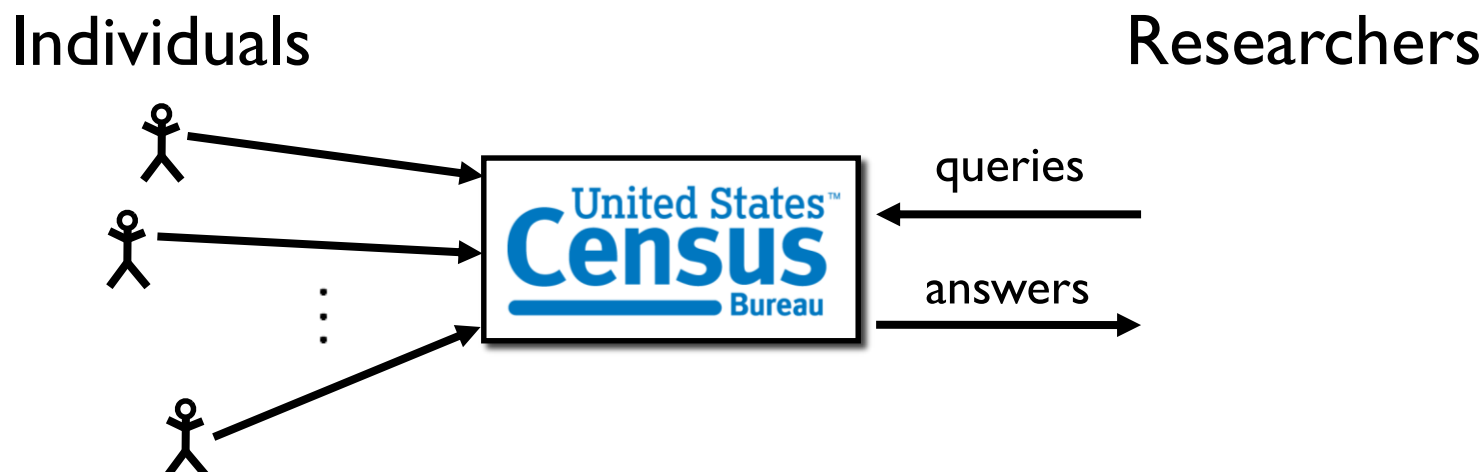 Individuals
Researchers
queries
United States™
Census
Bureau
answers